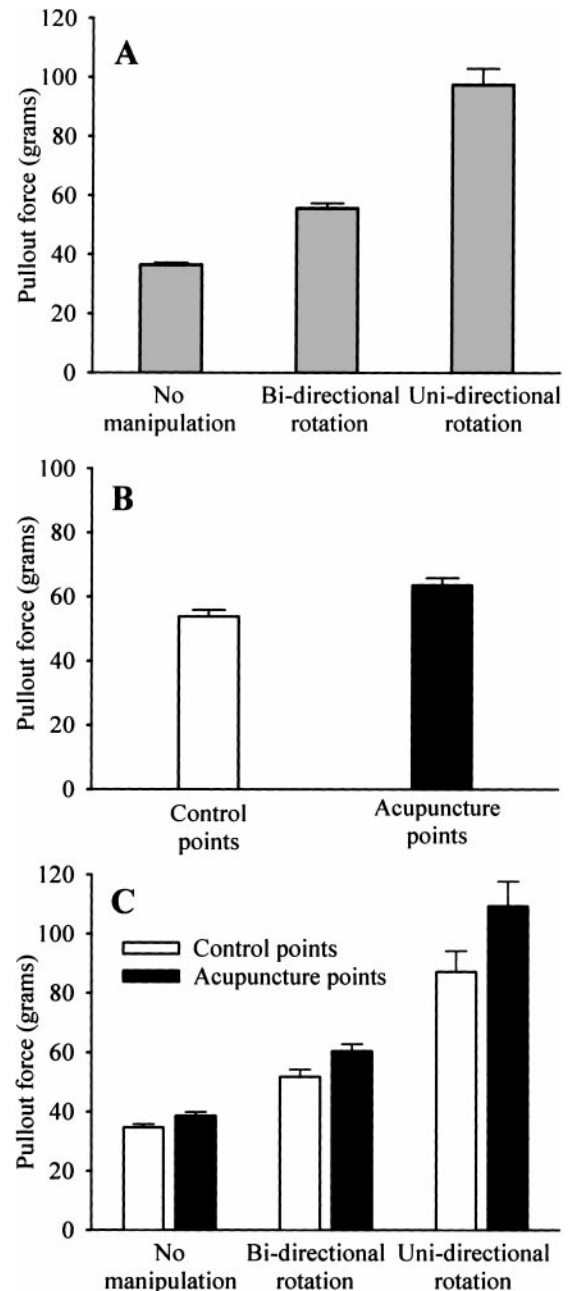 A
Pullout force (grams)
120
100
80
60
40
20
0
No manipulation
Bi-directional rotation
Uni-directional rotation
B
Pullout force (grams)
100
80
60
40
20
0
Control points
Acupuncture points
C
Pullout force (grams)
120
100
80
60
40
20
0
Control points
Acupuncture points
No manipulation
Bi-directional rotation
Uni-directional rotation